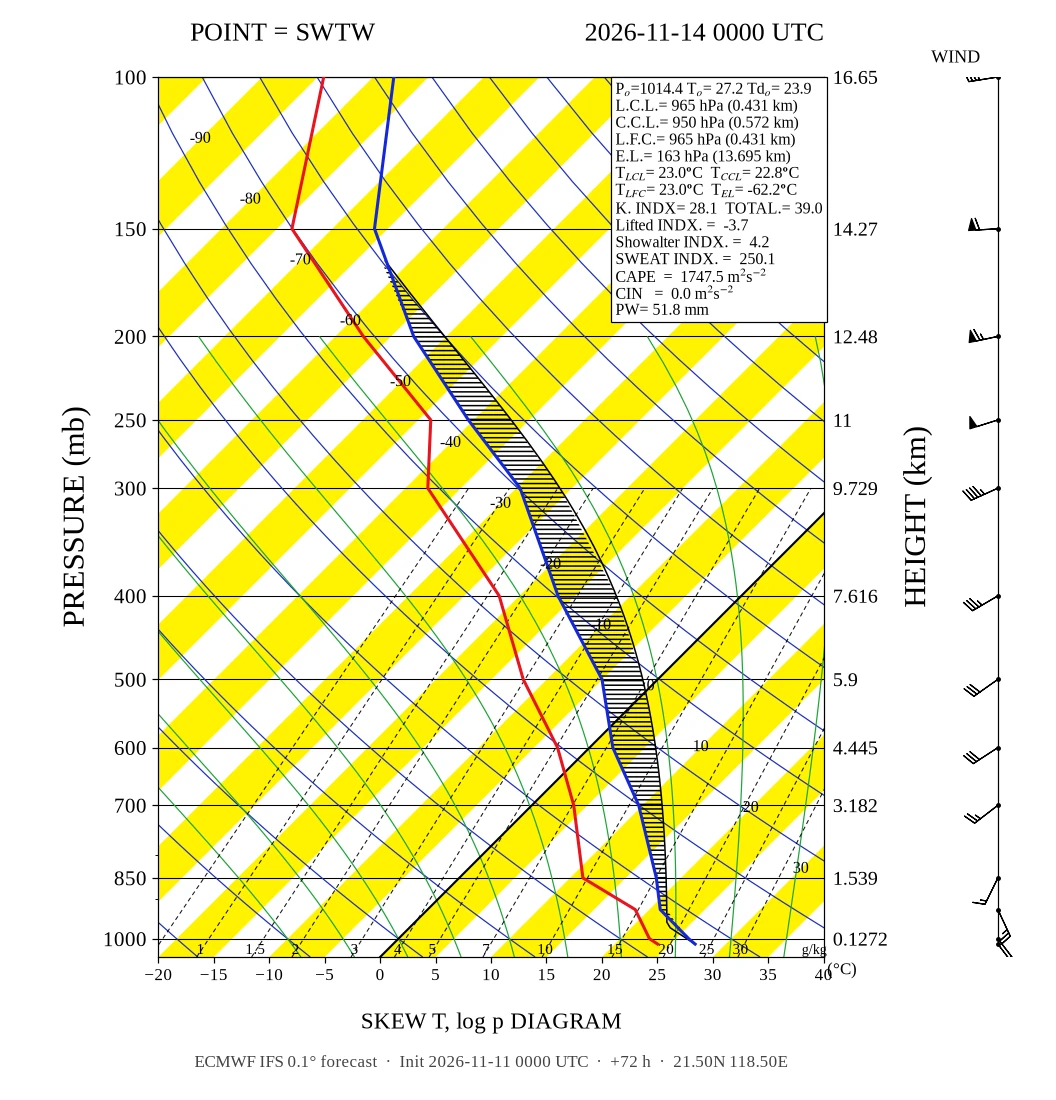 POINT = SWTW
2026-11-14 0000 UTC
WIND
100
16.65
Pₒ=1014.4 Tₒ= 27.2 Tdₒ= 23.9
L.C.L.= 965 hPa (0.431 km)
C.C.L.= 950 hPa (0.572 km)
L.F.C.= 965 hPa (0.431 km)
E.L.= 163 hPa (13.695 km)
T_LCL= 23.0°C T_CCL= 22.8°C
T_LFC= 23.0°C T_EL= -62.2°C
K. INDX= 28.1 TOTAL.= 39.0
Lifted INDX. = -3.7
Showalter INDX. = 4.2
SWEAT INDX. = 250.1
CAPE = 1747.5 m²s⁻²
CIN = 0.0 m²s⁻²
PW= 51.8 mm
-90
-80
150
14.27
-70
-60
200
12.48
-50
250
11
-40
300
9.729
-30
-20
400
7.616
-10
500
5.9
0
600
4.445
10
700
3.182
20
850
1.539
30
1000
0.1272
PRESSURE (mb)
HEIGHT (km)
1 1.5 2 3 4 5 7 10 15 20 25 30 g/kg
−20 −15 −10 −5 0 5 10 15 20 25 30 35 40 (°C)
SKEW T, log p DIAGRAM
ECMWF IFS 0.1° forecast · Init 2026-11-11 0000 UTC · +72 h · 21.50N 118.50E